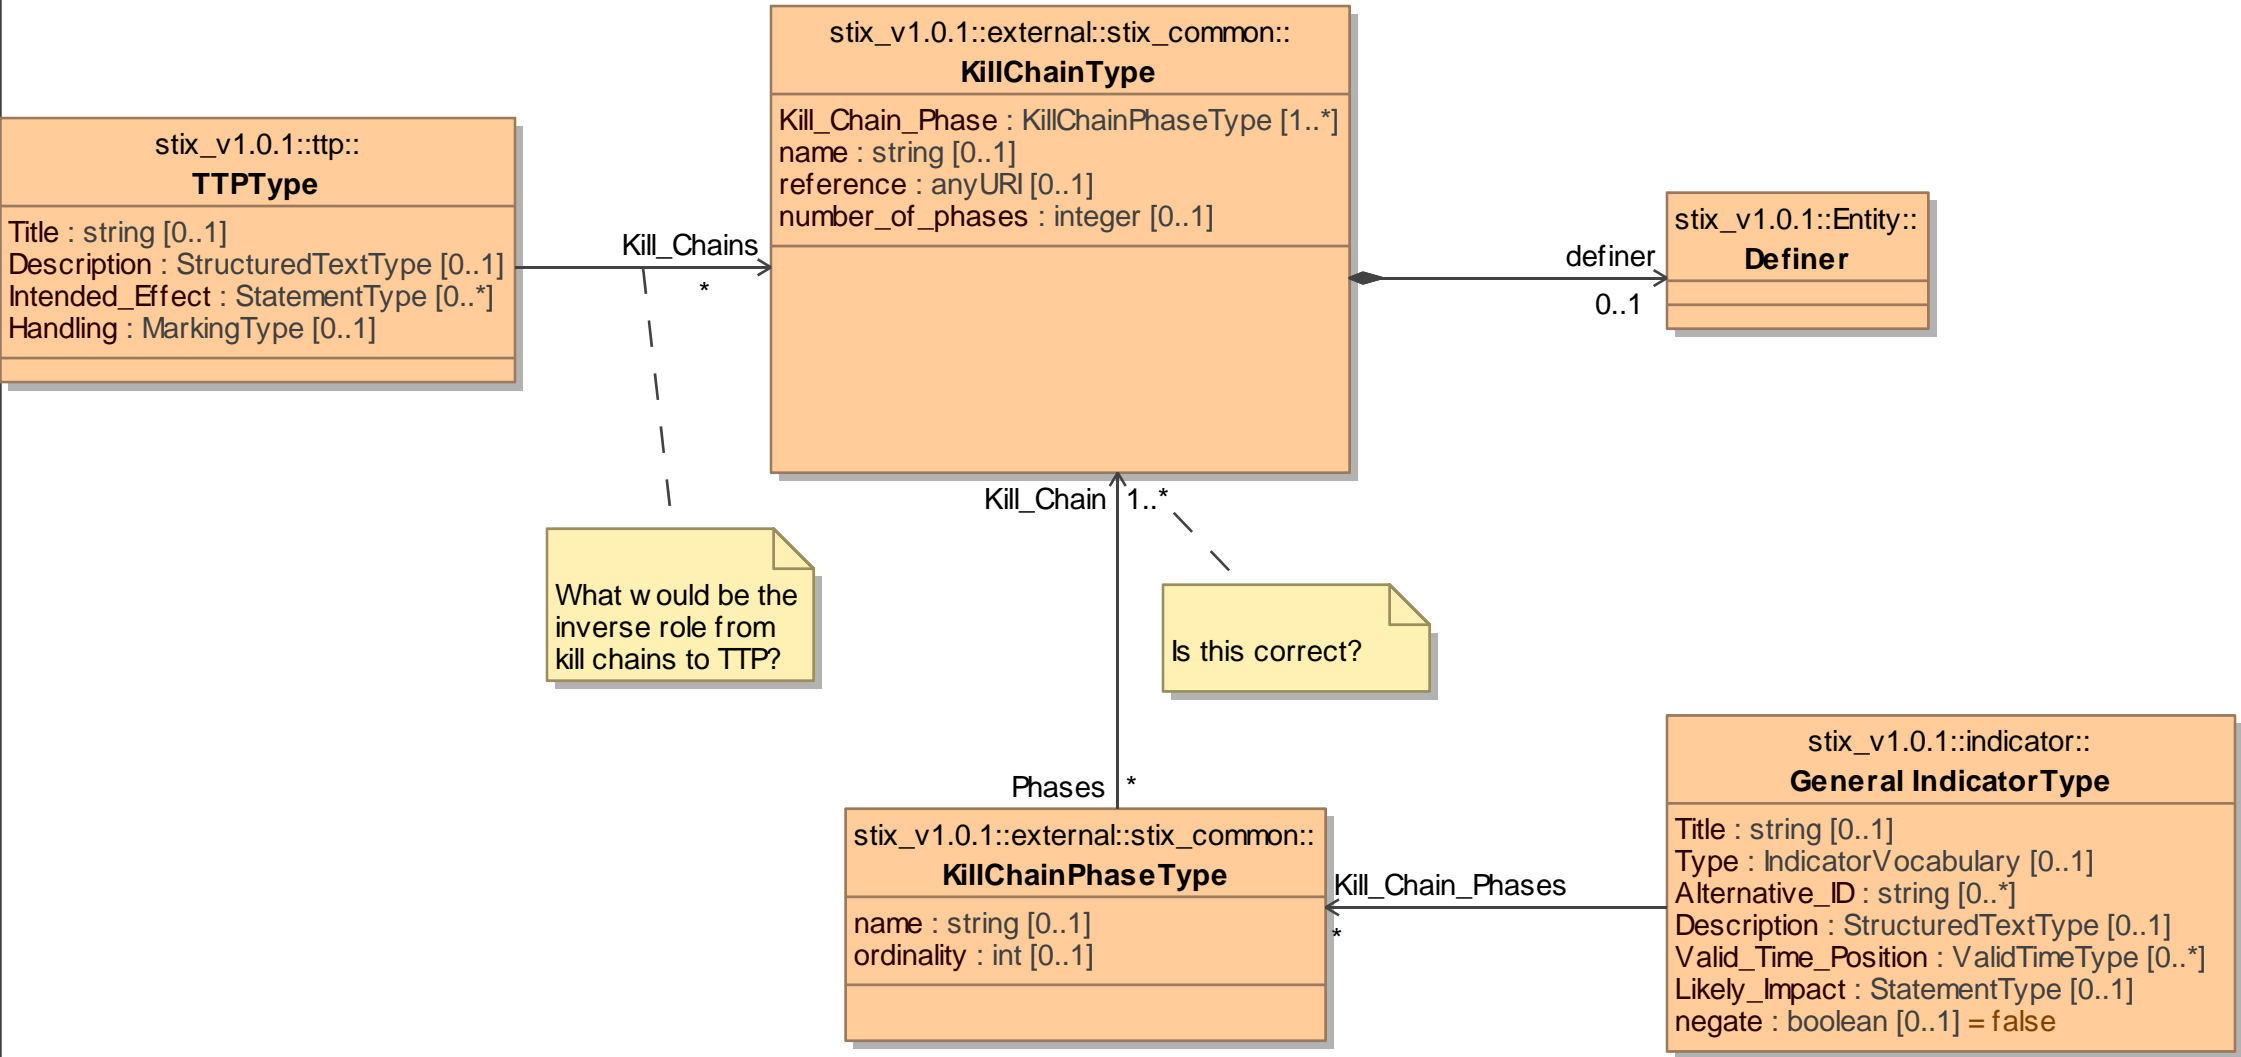 stix_v1.0.1::external::stix_common::
KillChainType
Kill_Chain_Phase : KillChainPhaseType [1..*]
name : string [0..1]
reference : anyURI [0..1]
number_of_phases : integer [0..1]
stix_v1.0.1::ttp::
TTPType
Title : string [0..1]
Description : StructuredTextType [0..1]
Intended_Effect : StatementType [0..*]
Handling : MarkingType [0..1]
Kill_Chains
*
definer
0..1
stix_v1.0.1::Entity::
Definer
Kill_Chain
1..*
What would be the
inverse role from
kill chains to TTP?
Is this correct?
Phases
*
stix_v1.0.1::external::stix_common::
KillChainPhaseType
name : string [0..1]
ordinality : int [0..1]
Kill_Chain_Phases
*
stix_v1.0.1::indicator::
General IndicatorType
Title : string [0..1]
Type : IndicatorVocabulary [0..1]
Alternative_ID : string [0..*]
Description : StructuredTextType [0..1]
Valid_Time_Position : ValidTimeType [0..*]
Likely_Impact : StatementType [0..1]
negate : boolean [0..1] = false